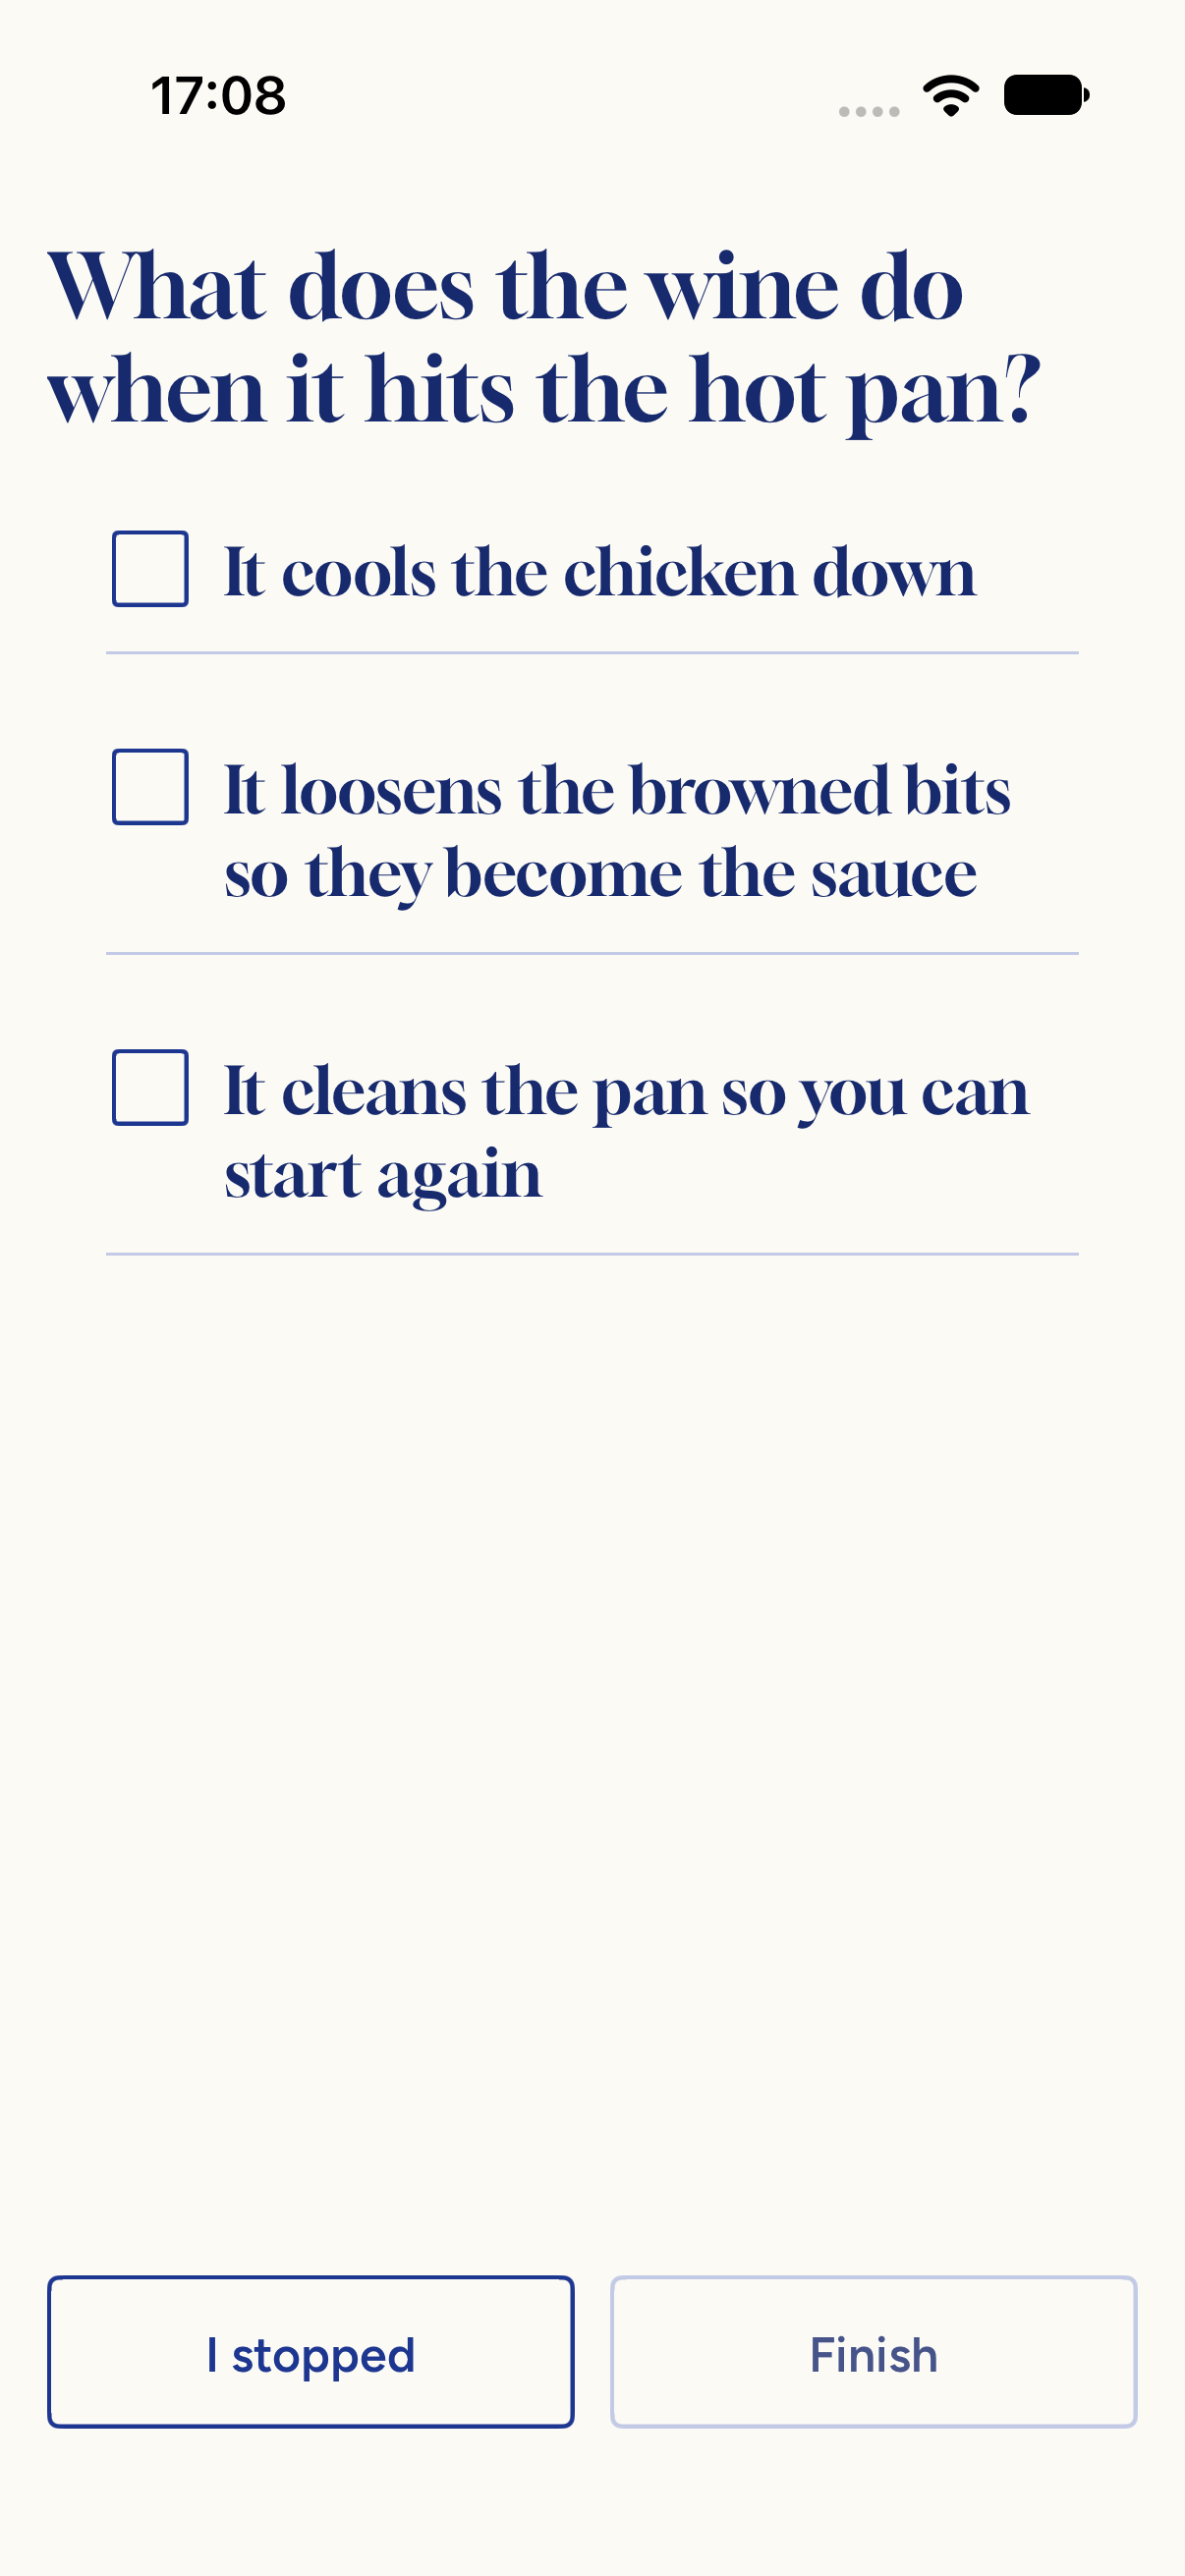 17:08
What does the wine do
when it hits the hot pan?
It cools the chicken down
It loosens the browned bits
so they become the sauce
It cleans the pan so you can
start again
I stopped
Finish